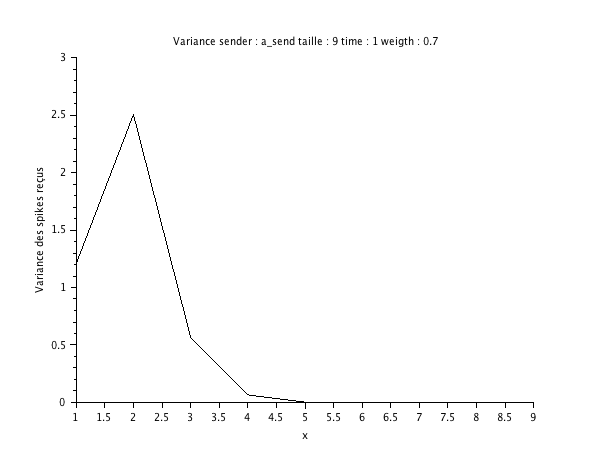 Variance sender : a_send taille : 9 time : 1 weigth : 0.7
3
2.5
2
1.5
1
0.5
0
Variance des spikes reçus
1 1.5 2 2.5 3 3.5 4 4.5 5 5.5 6 6.5 7 7.5 8 8.5 9
x